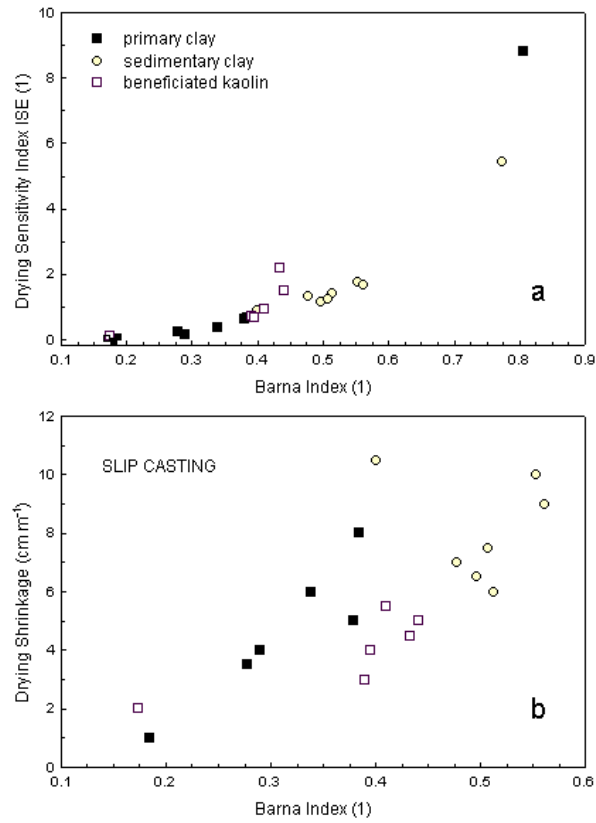 10
8
6
4
2
0
Drying Sensitivity Index ISE (1)
primary clay
sedimentary clay
beneficiated kaolin
a
0.1 0.2 0.3 0.4 0.5 0.6 0.7 0.8 0.9
Barna Index (1)
12
10
8
6
4
2
0
Drying Shrinkage (cm m⁻¹)
SLIP CASTING
b
0.1 0.2 0.3 0.4 0.5 0.6
Barna Index (1)